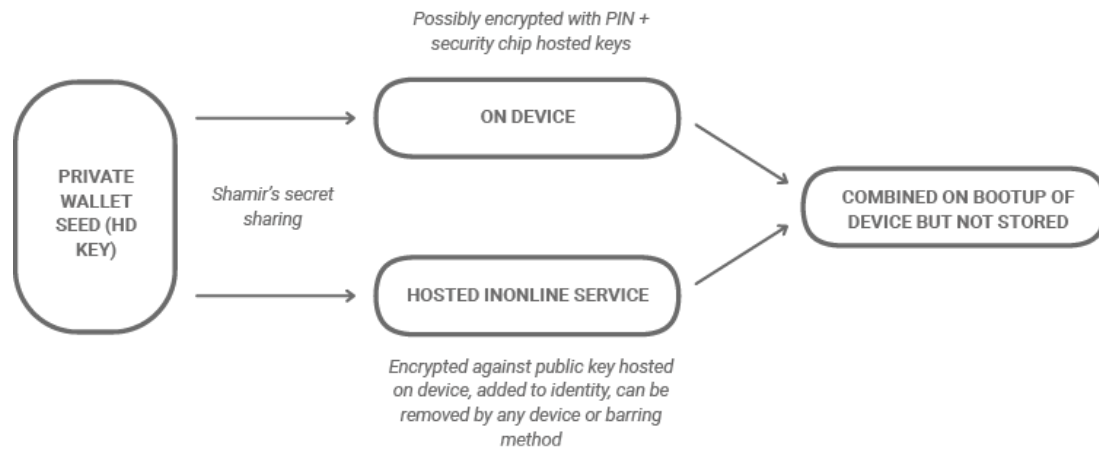 Possibly encrypted with PIN +
security chip hosted keys
ON DEVICE
PRIVATE
WALLET
SEED (HD
KEY)
Shamir's secret
sharing
COMBINED ON BOOTUP OF
DEVICE BUT NOT STORED
HOSTED INONLINE SERVICE
Encrypted against public key hosted
on device, added to identity, can be
removed by any device or barring
method